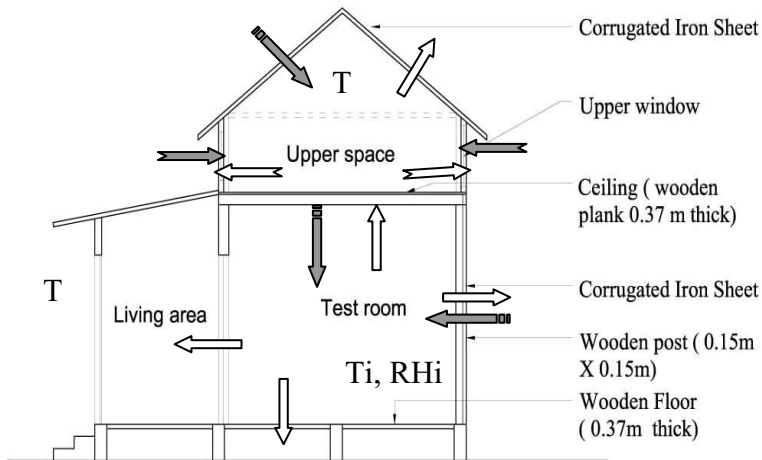 Corrugated Iron Sheet
T
Upper window
Upper space
Ceiling ( wooden
plank 0.37 m thick)
T
Corrugated Iron Sheet
Living area
Test room
Wooden post ( 0.15m
X 0.15m)
Ti, RHi
Wooden Floor
( 0.37m thick)